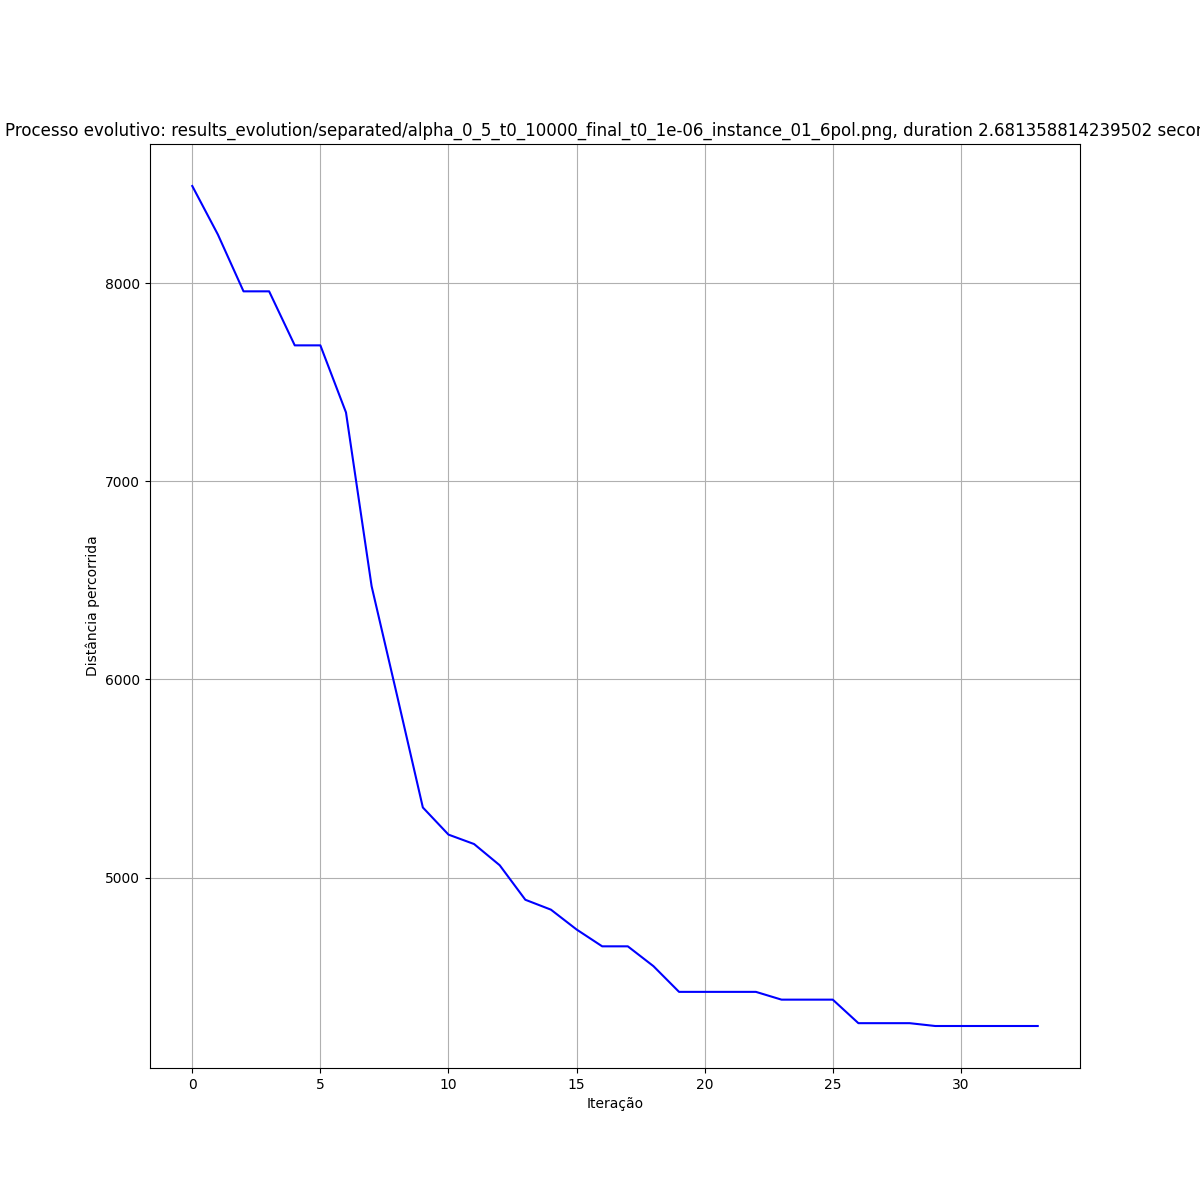 Processo evolutivo: results_evolution/separated/alpha_0_5_t0_10000_final_t0_1e-06_instance_01_6pol.png, duration 2.681358814239502 secor
8000
7000
6000
5000
Distância percorrida
0 5 10 15 20 25 30
Iteração